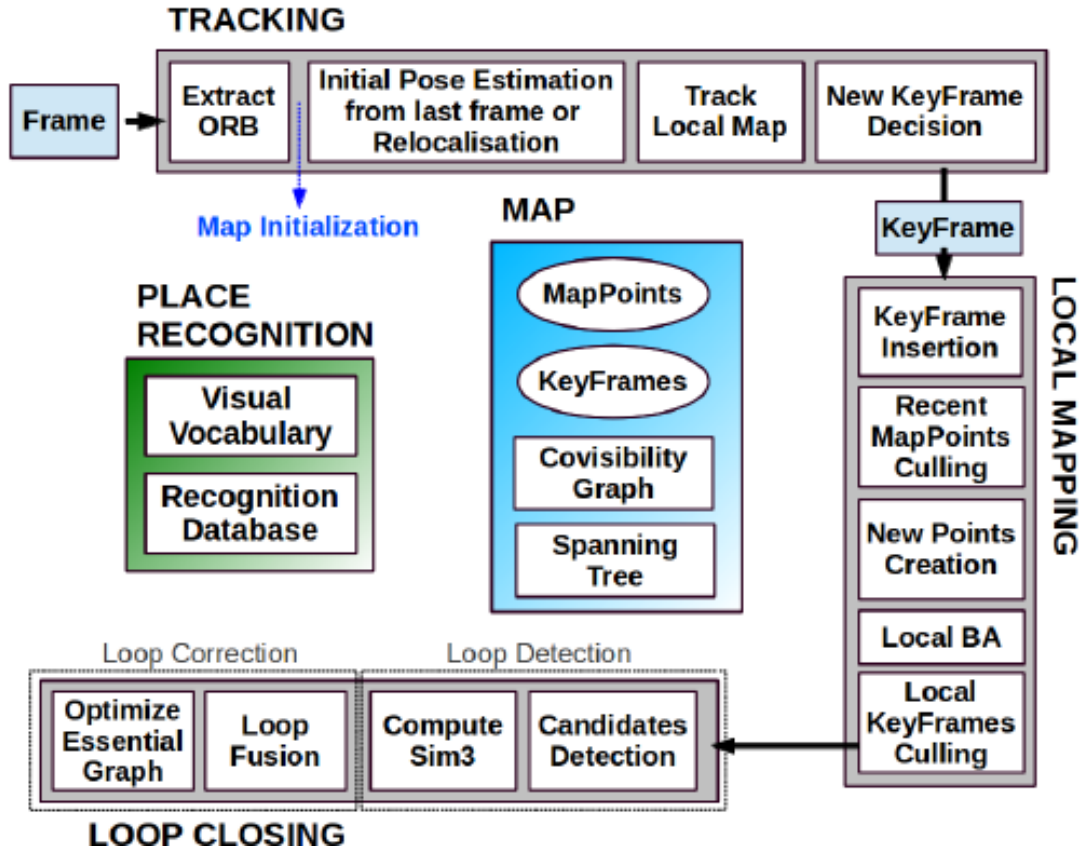 TRACKING
Frame
Extract
ORB
Initial Pose Estimation
from last frame or
Relocalisation
Track
Local Map
New KeyFrame
Decision
Map Initialization
MAP
KeyFrame
PLACE
RECOGNITION
Visual
Vocabulary
Recognition
Database
MapPoints
KeyFrames
Covisibility
Graph
Spanning
Tree
LOCAL MAPPING
KeyFrame
Insertion
Recent
MapPoints
Culling
New Points
Creation
Local BA
Local
KeyFrames
Culling
Loop Correction
Loop Detection
Optimize
Essential
Graph
Loop
Fusion
Compute
Sim3
Candidates
Detection
LOOP CLOSING